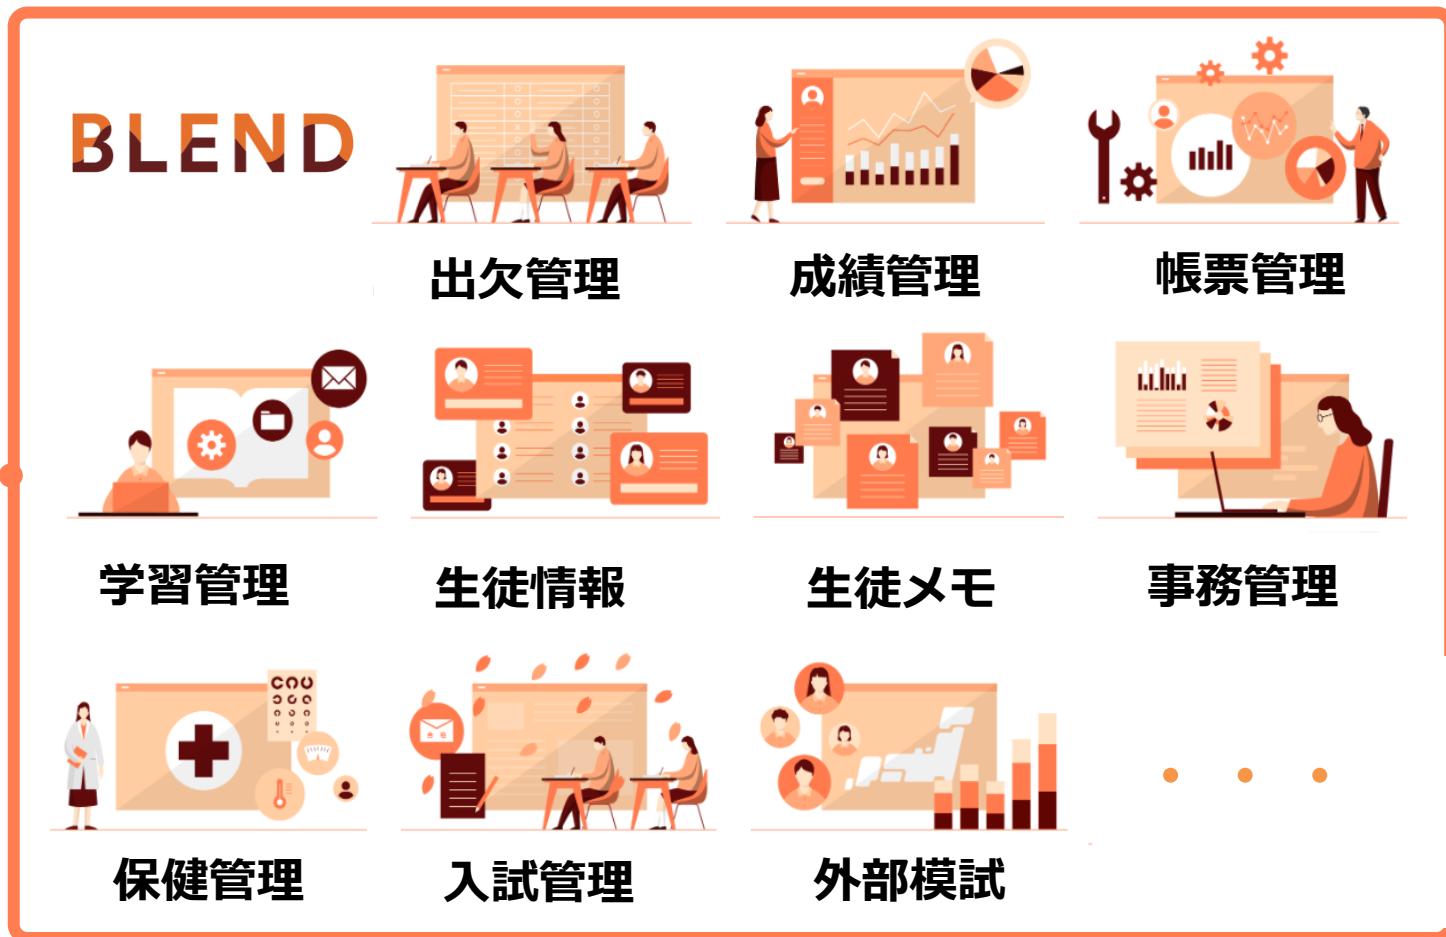 BLEND
出欠管理
成績管理
帳票管理
学習管理
生徒情報
生徒メモ
事務管理
保健管理
入試管理
外部模試